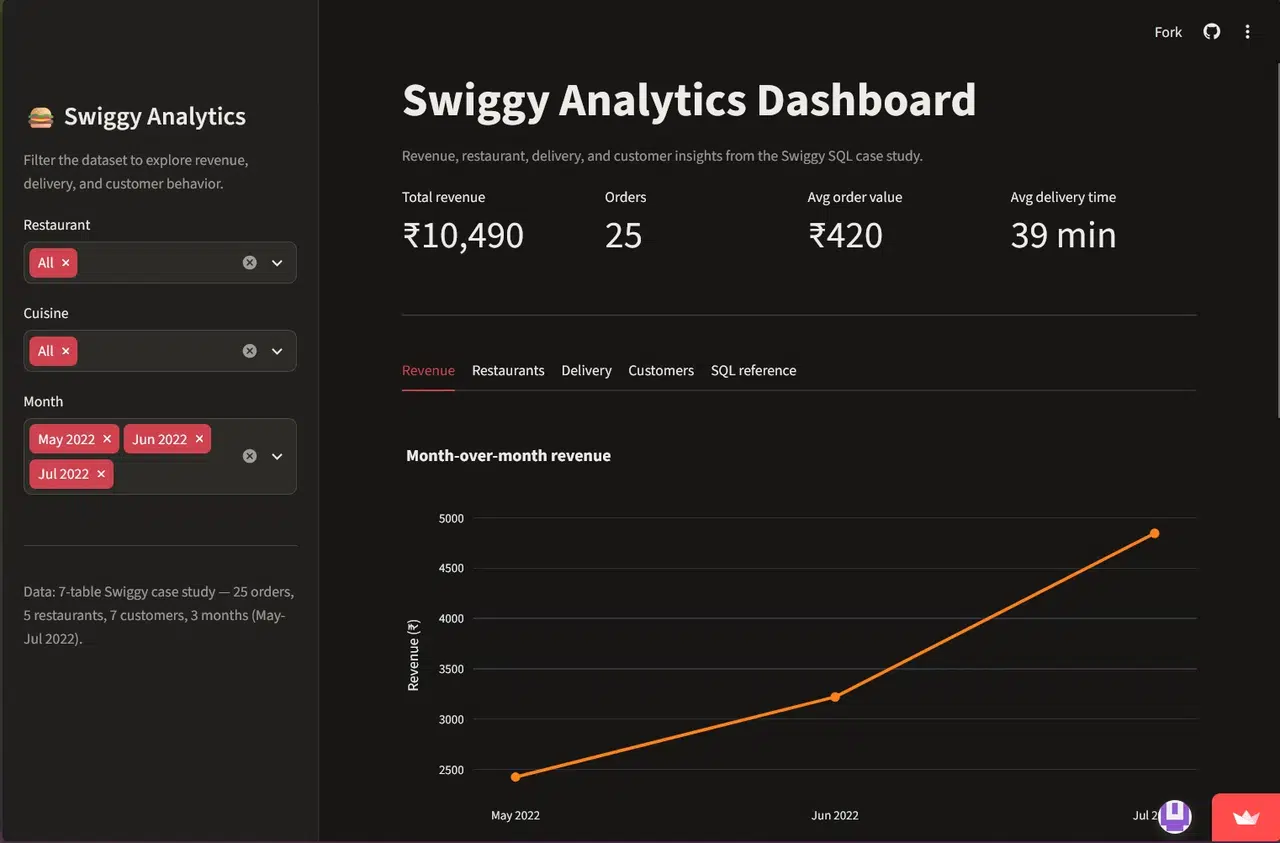 Fork
🍔 Swiggy Analytics
Filter the dataset to explore revenue,
delivery, and customer behavior.
Restaurant
All ×
Cuisine
All ×
Month
May 2022 × Jun 2022 ×
Jul 2022 ×
Data: 7-table Swiggy case study — 25 orders,
5 restaurants, 7 customers, 3 months (May-
Jul 2022).
Swiggy Analytics Dashboard
Revenue, restaurant, delivery, and customer insights from the Swiggy SQL case study.
Total revenue Orders Avg order value Avg delivery time
₹10,490 25 ₹420 39 min
Revenue Restaurants Delivery Customers SQL reference
Month-over-month revenue
5000
4500
4000
3500
3000
2500
Revenue (₹)
May 2022 Jun 2022 Jul